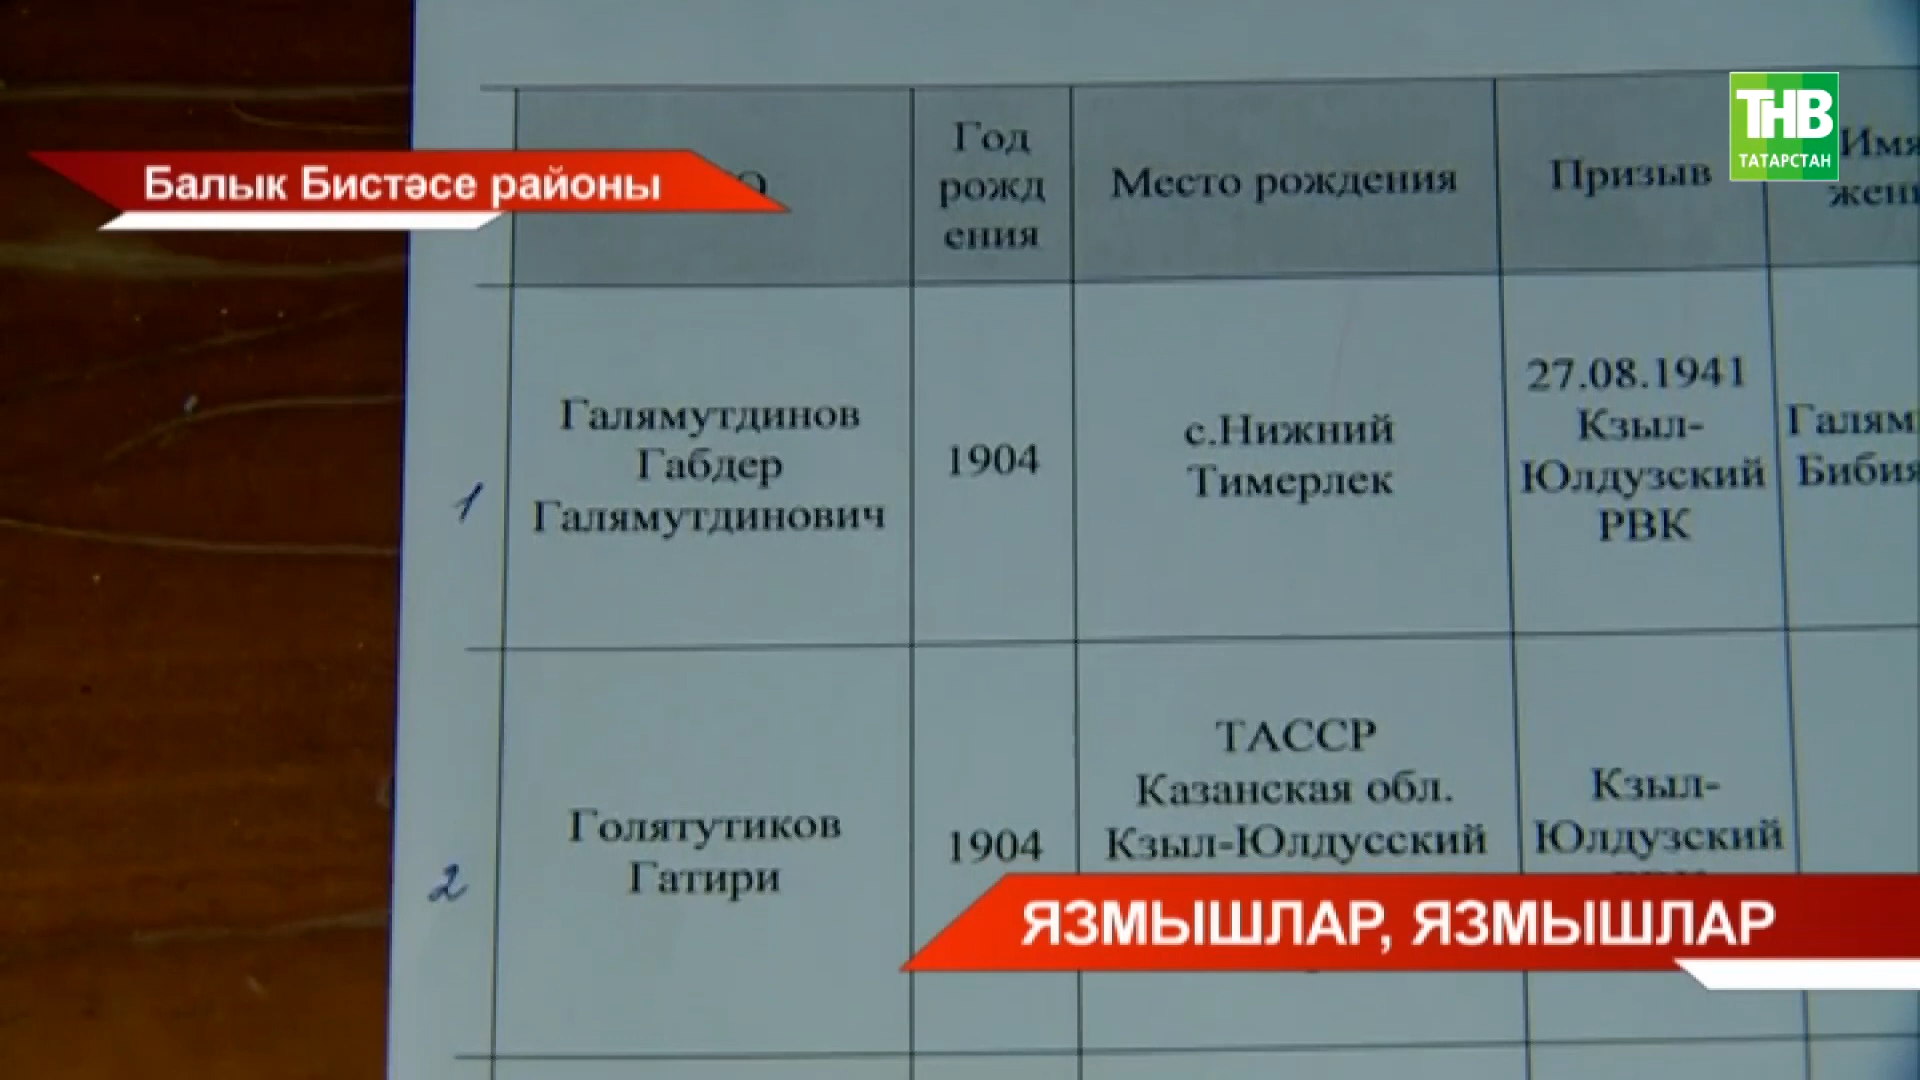 ТНВ
ТАТАРСТАН
Балык Бистәсе районы
Год
рожд
ения
Место рождения
Призыв
Имя
1
Галямутдинов
Габдер
Галямутдинович
1904
с.Нижний
Тимерлек
27.08.1941
Кзыл-
Юлдузский
РВК
2
Голятутиков
Гатири
1904
ТАССР
Казанская обл.
Кзыл-Юлдусский
Кзыл-
Юлдузский
ЯЗМЫШЛАР, ЯЗМЫШЛАР